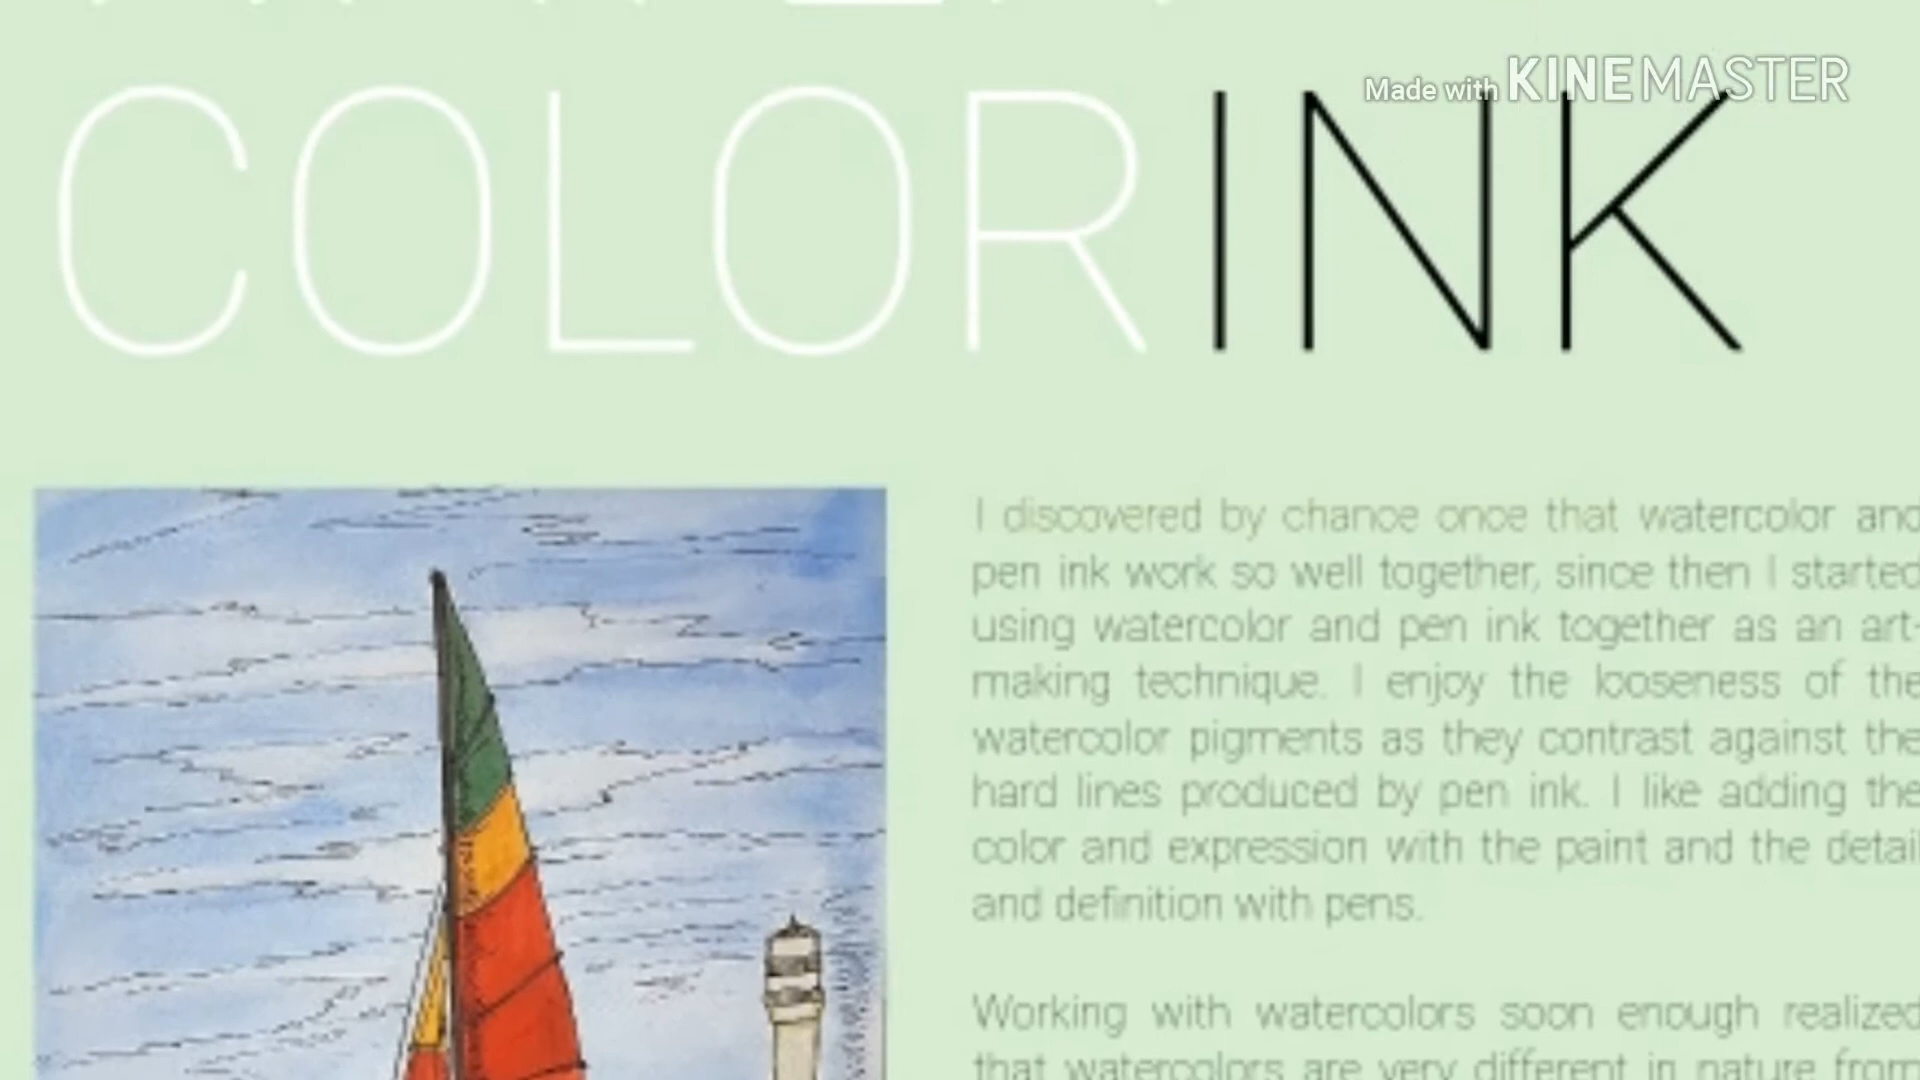 Made with KINEMASTER
COLORINK
I discovered by chance once that watercolor and
pen ink work so well together, since then I started
using watercolor and pen ink together as an art-
making technique. I enjoy the looseness of the
watercolor pigments as they contrast against the
hard lines produced by pen ink. I like adding the
color and expression with the paint and the detail
and definition with pens.
Working with watercolors soon enough realized
that watercolors are very different in nature from